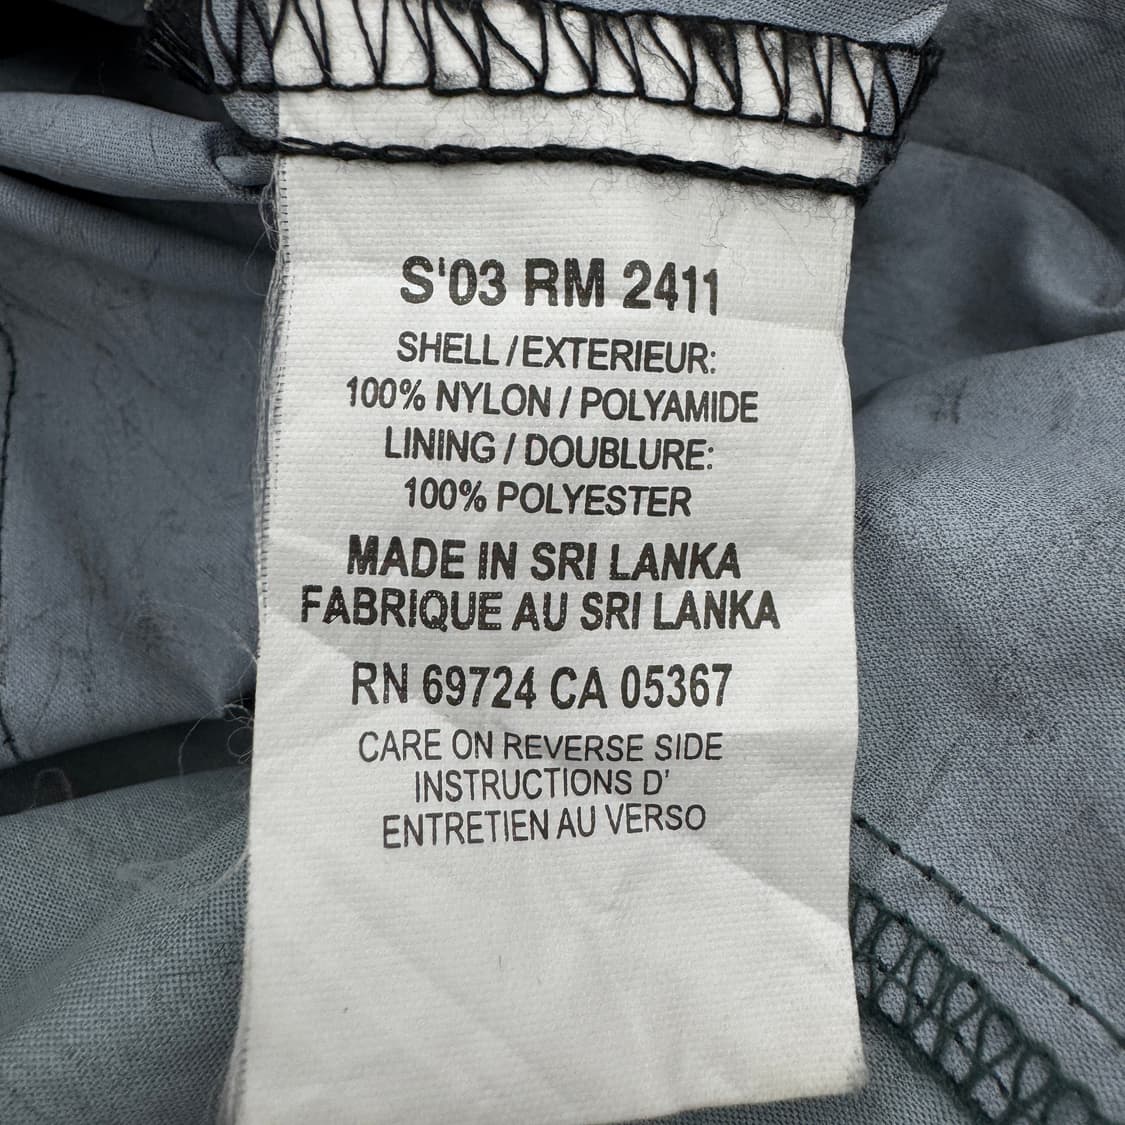 S'03 RM 2411
SHELL / EXTERIEUR:
100% NYLON / POLYAMIDE
LINING / DOUBLURE:
100% POLYESTER
MADE IN SRI LANKA
FABRIQUE AU SRI LANKA
RN 69724 CA 05367
CARE ON REVERSE SIDE
INSTRUCTIONS D'
ENTRETIEN AU VERSO